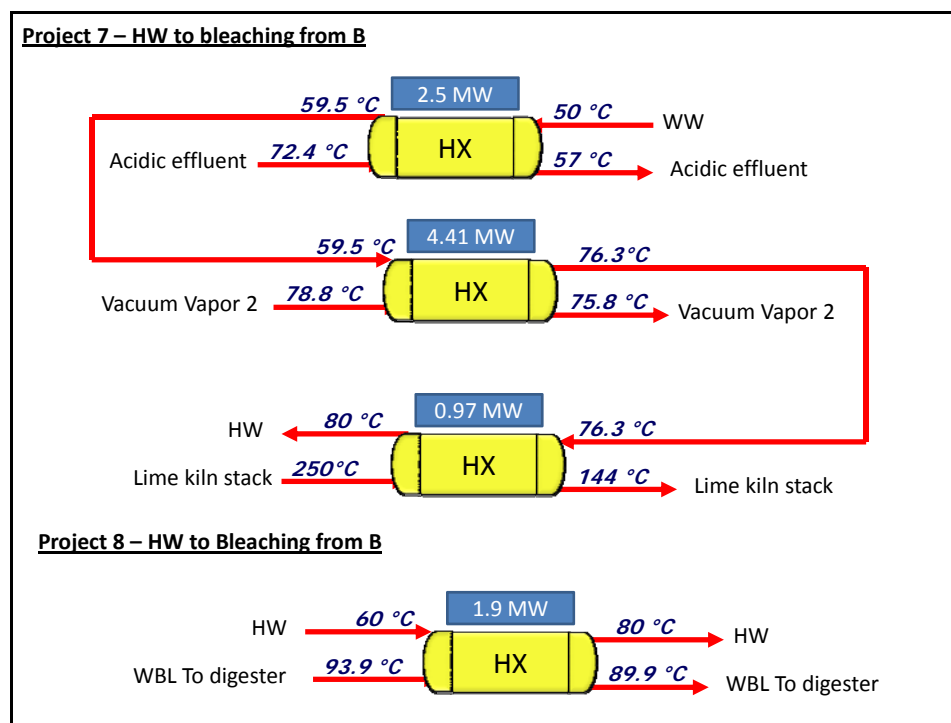 Project 7 – HW to bleaching from B
2.5 MW
59.5 °C
50 °C
WW
HX
Acidic effluent
72.4 °C
57 °C
Acidic effluent
4.41 MW
59.5 °C
76.3°C
HX
Vacuum Vapor 2
78.8 °C
75.8 °C
Vacuum Vapor 2
0.97 MW
HW
80 °C
76.3 °C
HX
Lime kiln stack
250°C
144 °C
Lime kiln stack
Project 8 – HW to Bleaching from B
1.9 MW
HW
60 °C
80 °C
HW
HX
WBL To digester
93.9 °C
89.9 °C
WBL To digester